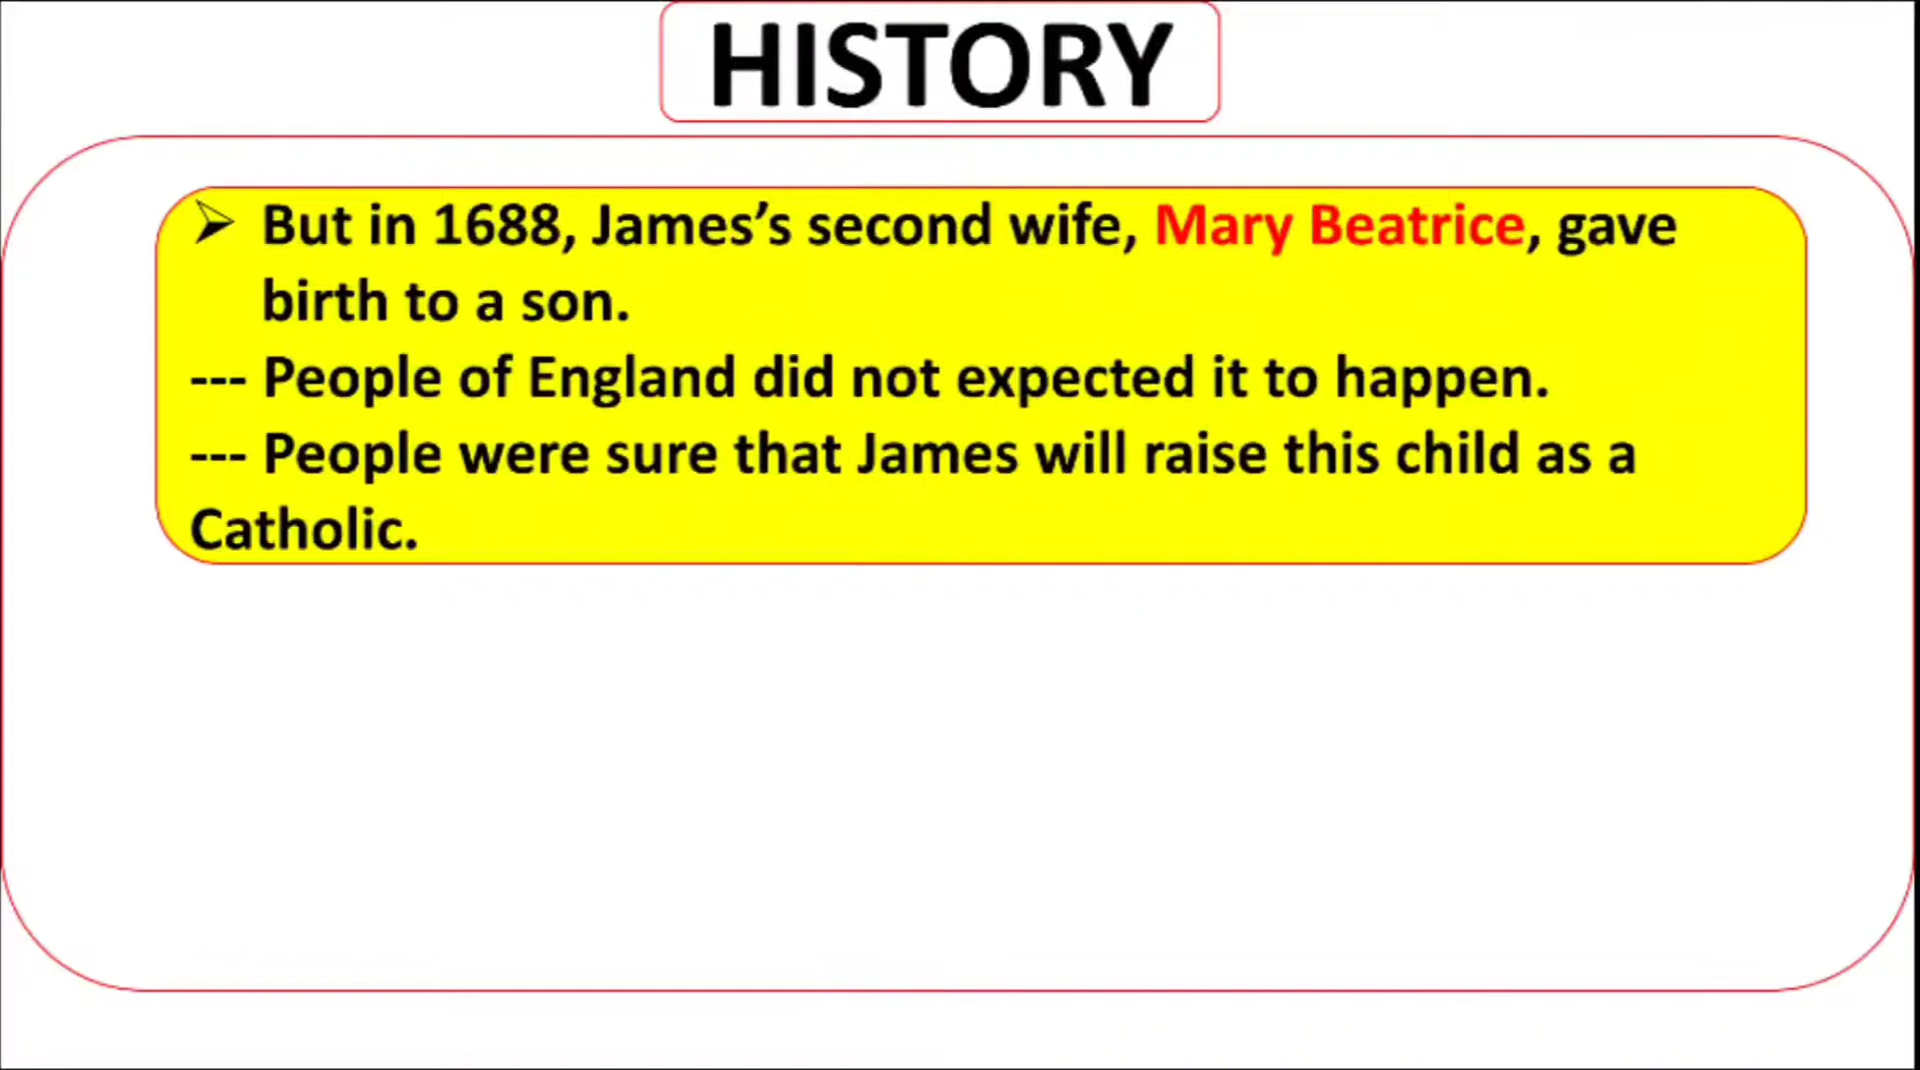 HISTORY
➢ But in 1688, James’s second wife, Mary Beatrice, gave
birth to a son.
--- People of England did not expected it to happen.
--- People were sure that James will raise this child as a
Catholic.